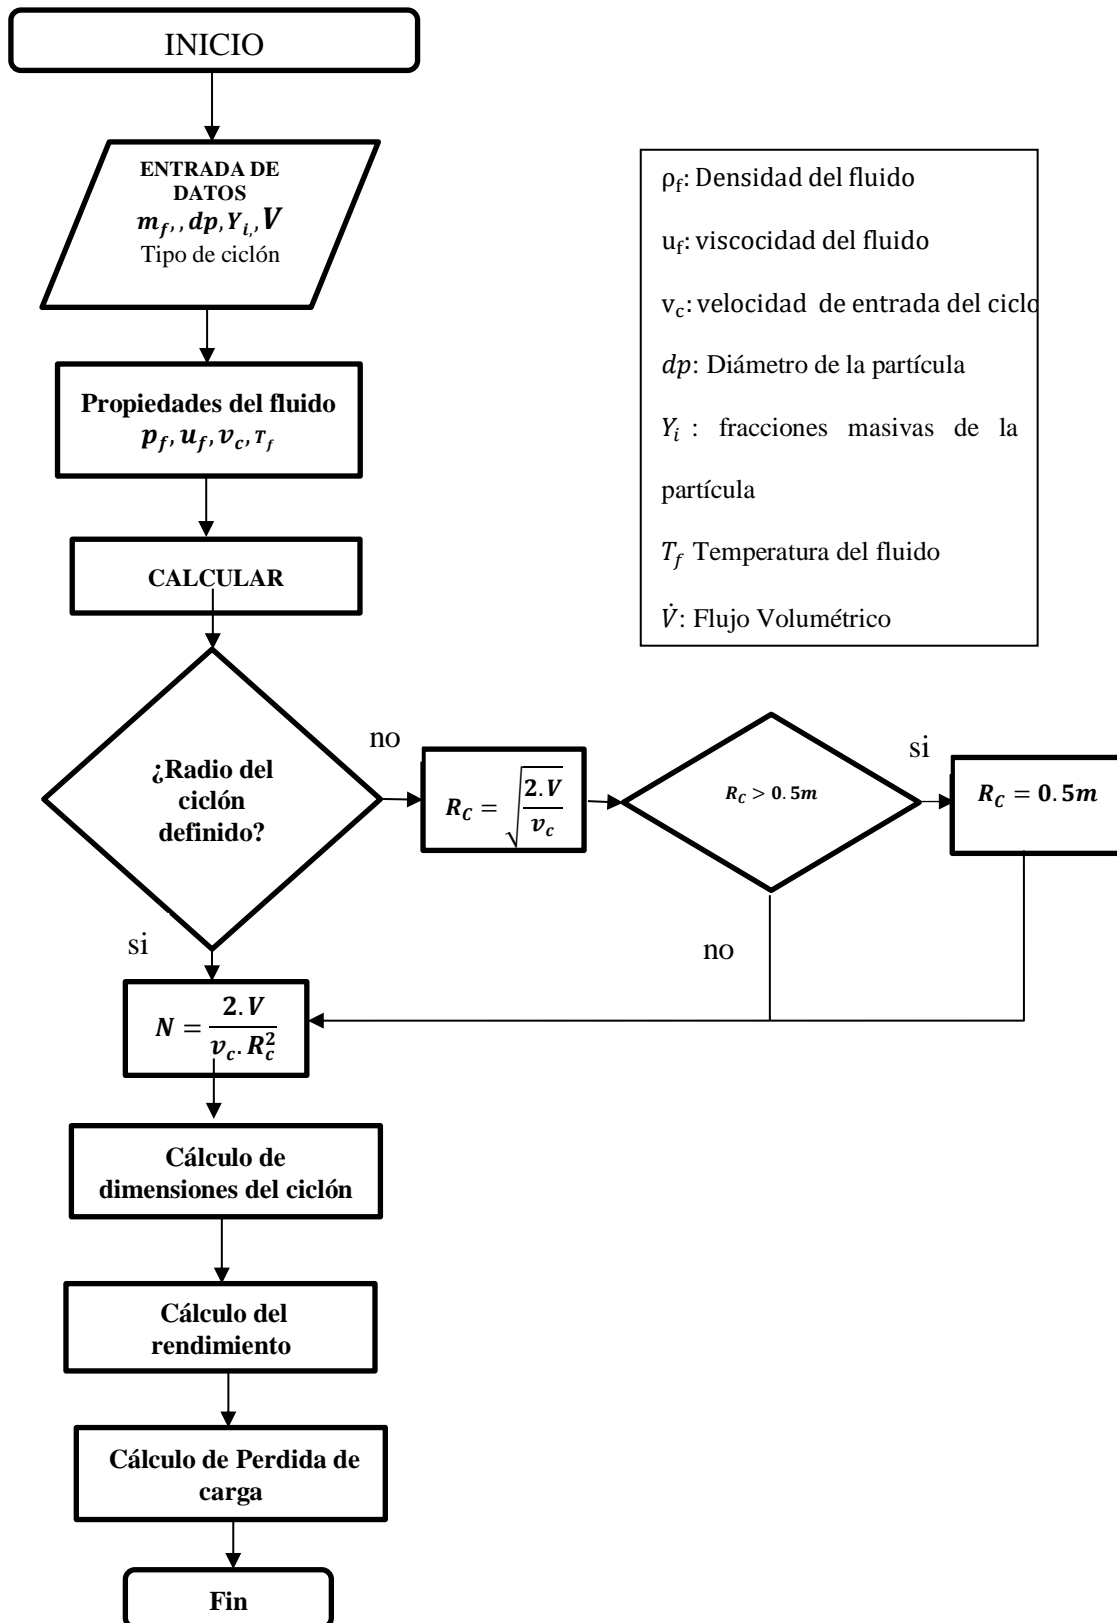 INICIO
ENTRADA DE
DATOS
m_f, , dp, Y_i, , V
Tipo de ciclón
Propiedades del fluido
p_f, u_f, v_c, T_f
CALCULAR
¿Radio del
ciclón
definido?
no
R_C = √(2.V / v_c)
R_C > 0.5m
si
R_C = 0.5m
no
si
N = 2.V / v_c. R_c^2
Cálculo de
dimensiones del ciclón
Cálculo del
rendimiento
Cálculo de Perdida de
carga
Fin
ρ_f: Densidad del fluido
u_f: viscocidad del fluido
v_c: velocidad de entrada del ciclo
dp: Diámetro de la partícula
Y_i : fracciones masivas de la
partícula
T_f Temperatura del fluido
V̇: Flujo Volumétrico